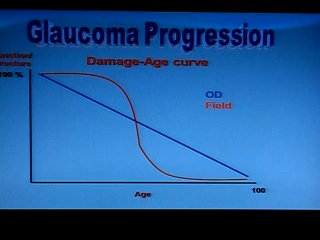 Glaucoma Progression
Damage-Age curve
100 %
OD
Field
Age
100